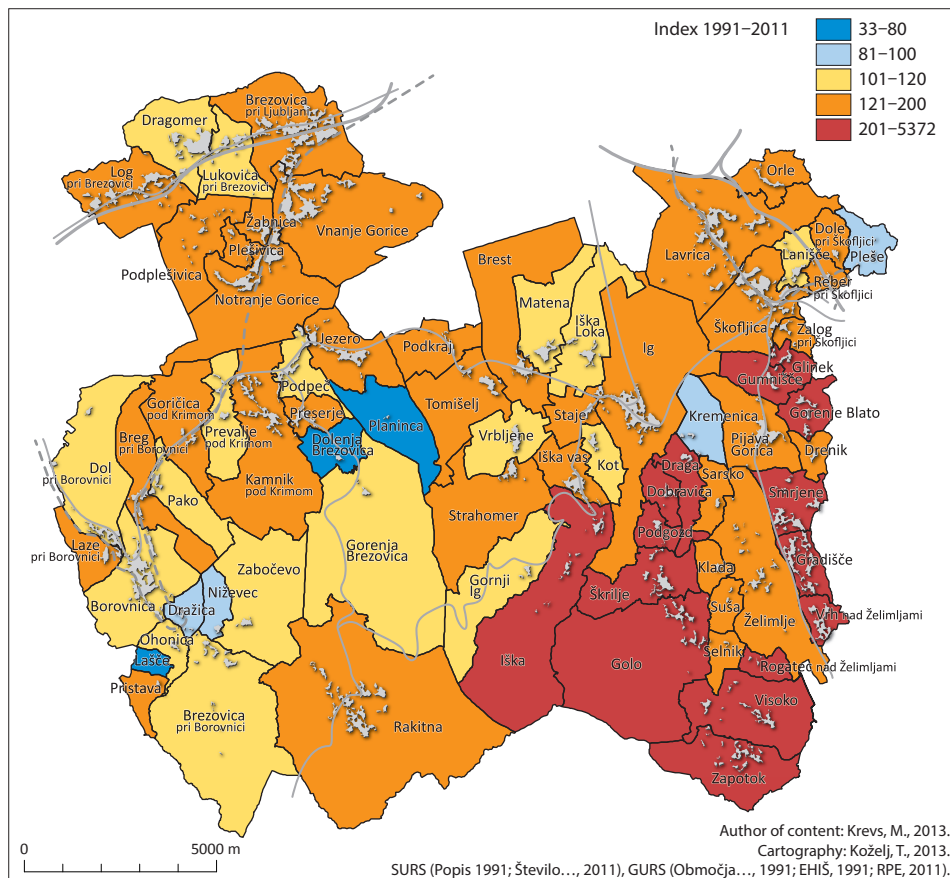 Index 1991–2011
33–80
81–100
101–120
121–200
201–5372
Brezovica
pri Ljubljani
Dragomer
Log
pri Brezovici
Lukovica
pri Brezovici
Žabnica
Vnanje Gorice
Plešivica
Podplešivica
Notranje Gorice
Orle
Dole
pri Škofljici
Pleše
Lanišče
Lavrica
Reber
pri Škofljici
Brest
Matena
Iška
Loka
Ig
Škofljica
Zalog
pri Škofljici
Glinek
Gumnišče
Gorenje Blato
Jezero
Podkraj
Podpeč
Goričica
pod Krimom
Preserje
Planinca
Tomišelj
Staje
Kremenica
Pijava
Gorica
Drenik
Prevalje
pod Krimom
Breg
pri Borovnici
Dolenja
Brezovica
Vrbljene
Iška vas
Kot
Draga
Sarsko
Dol
pri Borovnici
Kamnik
pod Krimom
Dobravica
Smrjene
Pako
Strahomer
Podgozd
Laze
pri Borovnici
Gorenja
Brezovica
Gradišče
Zabočevo
Gornji
Ig
Klada
Niževec
Škrilje
Borovnica
Dražica
Suša
Želimlje
Vrh nad Želimljami
Ohonica
Lašče
Iška
Golo
Selnik
Rogatec nad Želimljami
Pristava
Visoko
Brezovica
pri Borovnici
Rakitna
Zapotok
0
5000 m
Author of content: Krevs, M., 2013.
Cartography: Koželj, T., 2013.
SURS (Popis 1991; Število…, 2011), GURS (Območja…, 1991; EHIŠ, 1991; RPE, 2011).